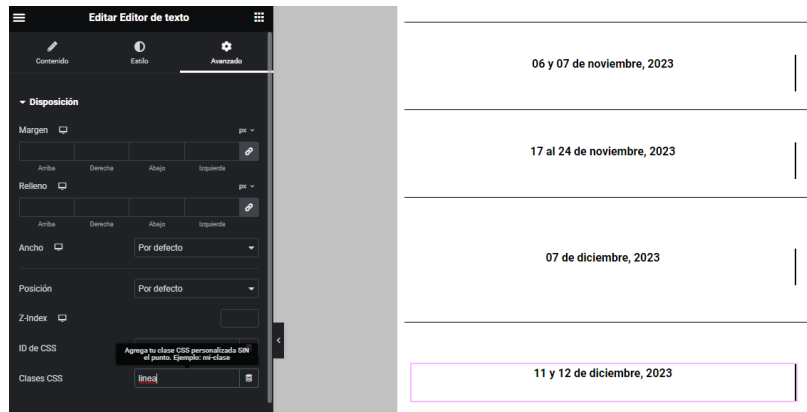 Editar Editor de texto
Contenido
Estilo
Avanzado
Disposición
Margen
px
Arriba Derecha Abajo Izquierda
Relleno
px
Arriba Derecha Abajo Izquierda
Ancho
Por defecto
Posición
Por defecto
Z-Index
ID de CSS
Agrega tu clase CSS personalizada SIN
el punto. Ejemplo: mi-clase
Clases CSS
linea
06 y 07 de noviembre, 2023
17 al 24 de noviembre, 2023
07 de diciembre, 2023
11 y 12 de diciembre, 2023